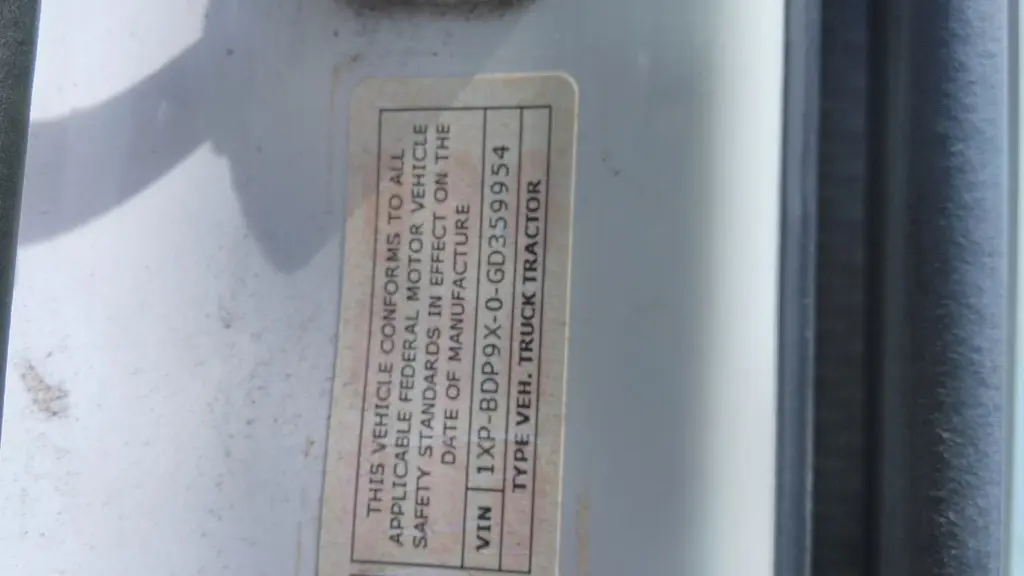 THIS VEHICLE CONFORMS TO ALL
APPLICABLE FEDERAL MOTOR VEHICLE
SAFETY STANDARDS IN EFFECT ON THE
DATE OF MANUFACTURE
VIN 1XP-BDP9X-0-GD359954
TYPE VEH. TRUCK TRACTOR